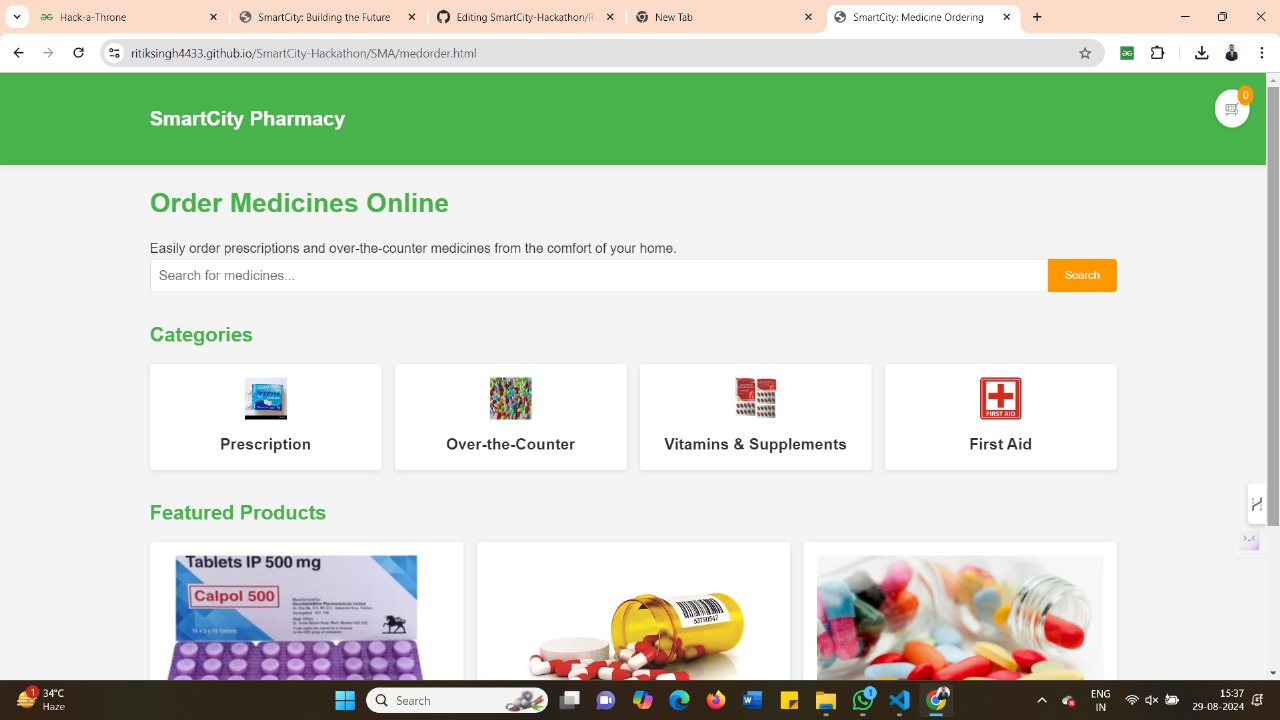 Hack-a-Throne
SmartCity: Building the Future
Editing SmartCity-Hackathon/R
New Tab
SmartCity: Medicine Ordering
ritiksingh4433.github.io/SmartCity-Hackathon/SMA/medorder.html
SmartCity Pharmacy
0
Order Medicines Online
Easily order prescriptions and over-the-counter medicines from the comfort of your home.
Search for medicines...
Search
Categories
FIRST AID
Prescription
Over-the-Counter
Vitamins & Supplements
First Aid
Featured Products
Tablets IP 500 mg
Calpol 500
1
34°C
Haze
Search
1
ENG
IN
15:37
29-08-2024